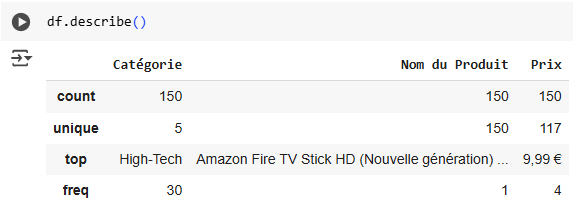 df.describe()
Catégorie Nom du Produit Prix
count 150 150 150
unique 5 150 117
top High-Tech Amazon Fire TV Stick HD (Nouvelle génération) ... 9,99 €
freq 30 1 4